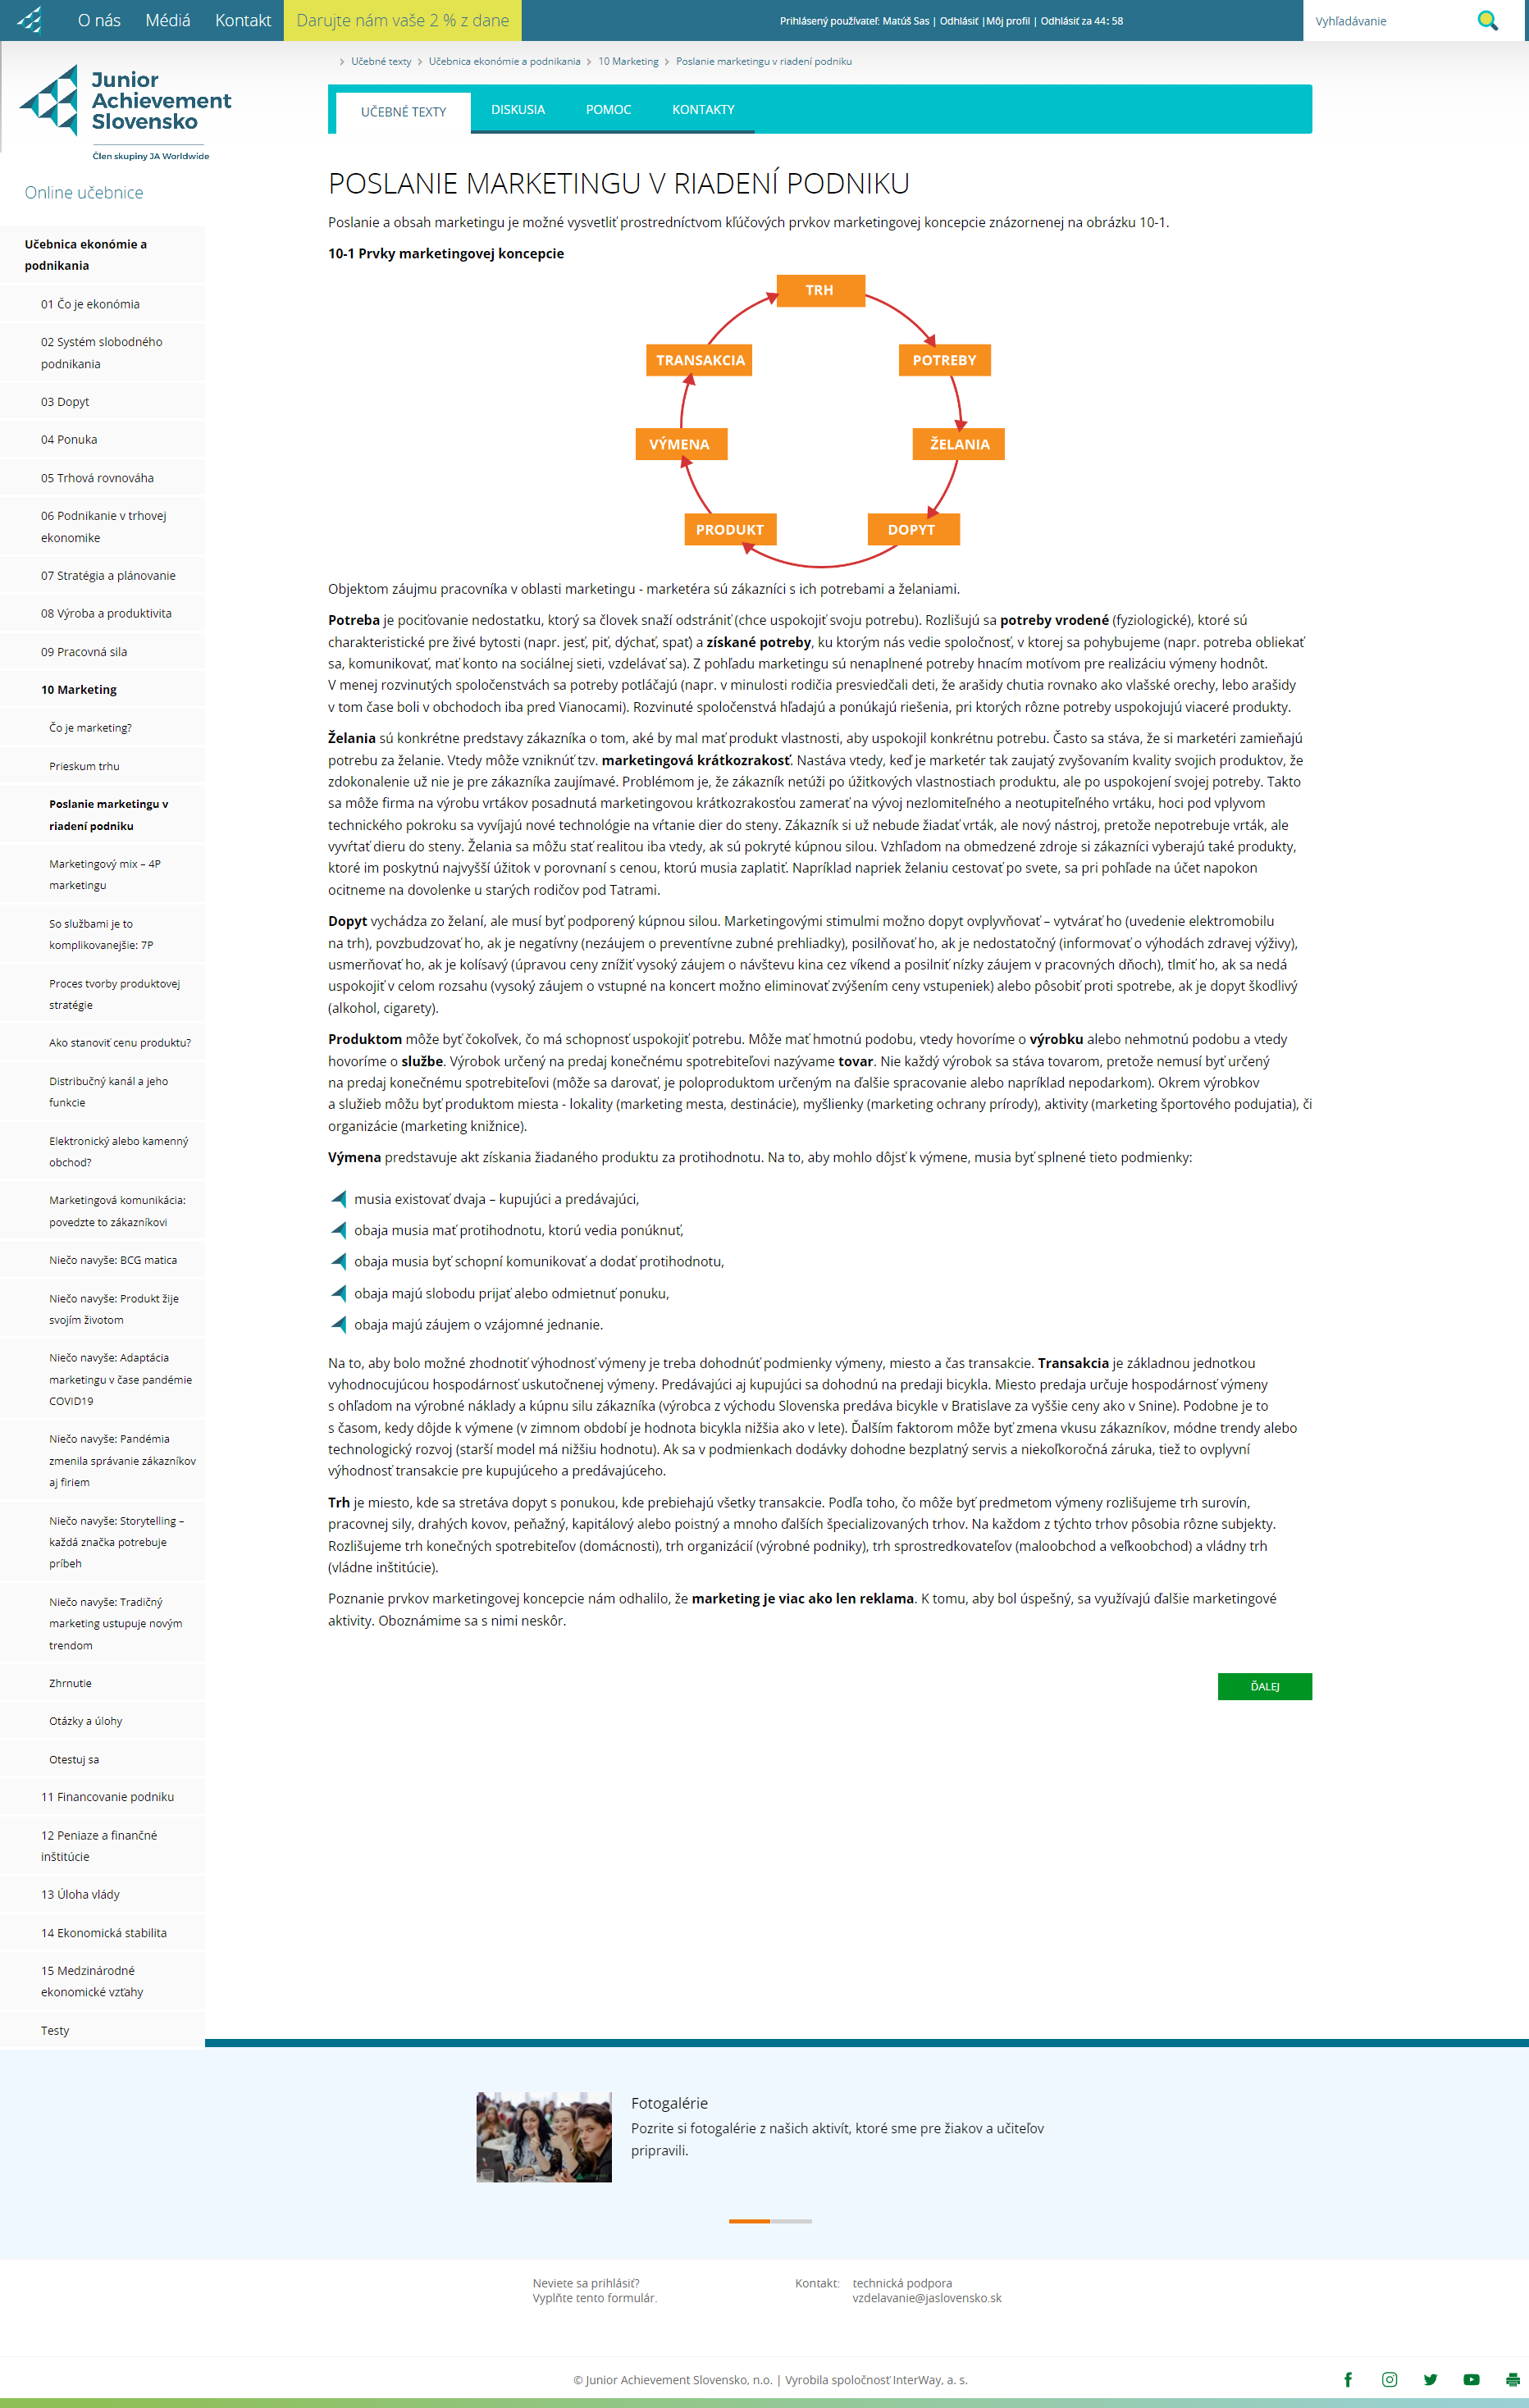 O nás
Médiá
Kontakt
Darujte nám vaše 2 % z dane
Prihlásený používateľ: Matúš Sas | Odhlásiť |Môj profil | Odhlásiť za 44: 58
Vyhľadávanie
Junior
Achievement
Slovensko
Člen skupiny JA Worldwide
Učebné texty
Učebnica ekonómie a podnikania
10 Marketing
Poslanie marketingu v riadení podniku
UČEBNÉ TEXTY
DISKUSIA
POMOC
KONTAKTY
Online učebnice
Učebnica ekonómie a
podnikania
01 Čo je ekonómia
02 Systém slobodného
podnikania
03 Dopyt
04 Ponuka
05 Trhová rovnováha
06 Podnikanie v trhovej
ekonomike
07 Stratégia a plánovanie
08 Výroba a produktivita
09 Pracovná sila
10 Marketing
Čo je marketing?
Prieskum trhu
Poslanie marketingu v
riadení podniku
Marketingový mix – 4P
marketingu
So službami je to
komplikovanejšie: 7P
Proces tvorby produktovej
stratégie
Ako stanoviť cenu produktu?
Distribučný kanál a jeho
funkcie
Elektronický alebo kamenný
obchod?
Marketingová komunikácia:
povedzte to zákazníkovi
Niečo navyše: BCG matica
Niečo navyše: Produkt žije
svojím životom
Niečo navyše: Adaptácia
marketingu v čase pandémie
COVID19
Niečo navyše: Pandémia
zmenila správanie zákazníkov
aj firiem
Niečo navyše: Storytelling –
každá značka potrebuje
príbeh
Niečo navyše: Tradičný
marketing ustupuje novým
trendom
Zhrnutie
Otázky a úlohy
Otestuj sa
11 Financovanie podniku
12 Peniaze a finančné
inštitúcie
13 Úloha vlády
14 Ekonomická stabilita
15 Medzinárodné
ekonomické vzťahy
Testy
POSLANIE MARKETINGU V RIADENÍ PODNIKU
Poslanie a obsah marketingu je možné vysvetliť prostredníctvom kľúčových prvkov marketingovej koncepcie znázornenej na obrázku 10-1.
10-1 Prvky marketingovej koncepcie
TRH
TRANSAKCIA
POTREBY
VÝMENA
ŽELANIA
PRODUKT
DOPYT
Objektom záujmu pracovníka v oblasti marketingu - marketéra sú zákazníci s ich potrebami a želaniami.
Potreba je pociťovanie nedostatku, ktorý sa človek snaží odstrániť (chce uspokojiť svoju potrebu). Rozlišujú sa potreby vrodené (fyziologické), ktoré sú
charakteristické pre živé bytosti (napr. jesť, piť, dýchať, spať) a získané potreby, ku ktorým nás vedie spoločnosť, v ktorej sa pohybujeme (napr. potreba obliekať
sa, komunikovať, mať konto na sociálnej sieti, vzdelávať sa). Z pohľadu marketingu sú nenaplnené potreby hnacím motívom pre realizáciu výmeny hodnôt.
V menej rozvinutých spoločenstvách sa potreby potláčajú (napr. v minulosti rodičia presviedčali deti, že arašidy chutia rovnako ako vlašské orechy, lebo arašidy
v tom čase boli v obchodoch iba pred Vianocami). Rozvinuté spoločenstvá hľadajú a ponúkajú riešenia, pri ktorých rôzne potreby uspokojujú viaceré produkty.
Želania sú konkrétne predstavy zákazníka o tom, aké by mal mať produkt vlastnosti, aby uspokojil konkrétnu potrebu. Často sa stáva, že si marketéri zamieňajú
potrebu za želanie. Vtedy môže vzniknúť tzv. marketingová krátkozrakosť. Nastáva vtedy, keď je marketér tak zaujatý zvyšovaním kvality svojich produktov, že
zdokonalenie už nie je pre zákazníka zaujímavé. Problémom je, že zákazník netúži po úžitkových vlastnostiach produktu, ale po uspokojení svojej potreby. Takto
sa môže firma na výrobu vrtákov posadnutá marketingovou krátkozrakosťou zamerať na vývoj nezlomiteľného a neotupiteľného vrtáku, hoci pod vplyvom
technického pokroku sa vyvíjajú nové technológie na vŕtanie dier do steny. Zákazník si už nebude žiadať vrták, ale nový nástroj, pretože nepotrebuje vrták, ale
vyvŕtať dieru do steny. Želania sa môžu stať realitou iba vtedy, ak sú pokryté kúpnou silou. Vzhľadom na obmedzené zdroje si zákazníci vyberajú také produkty,
ktoré im poskytnú najvyšší úžitok v porovnaní s cenou, ktorú musia zaplatiť. Napríklad napriek želaniu cestovať po svete, sa pri pohľade na účet napokon
ocitneme na dovolenke u starých rodičov pod Tatrami.
Dopyt vychádza zo želaní, ale musí byť podporený kúpnou silou. Marketingovými stimulmi možno dopyt ovplyvňovať – vytvárať ho (uvedenie elektromobilu
na trh), povzbudzovať ho, ak je negatívny (nezáujem o preventívne zubné prehliadky), posilňovať ho, ak je nedostatočný (informovať o výhodách zdravej výživy),
usmerňovať ho, ak je kolísavý (úpravou ceny znížiť vysoký záujem o návštevu kina cez víkend a posilniť nízky záujem v pracovných dňoch), tlmiť ho, ak sa nedá
uspokojiť v celom rozsahu (vysoký záujem o vstupné na koncert možno eliminovať zvýšením ceny vstupeniek) alebo pôsobiť proti spotrebe, ak je dopyt škodlivý
(alkohol, cigarety).
Produktom môže byť čokoľvek, čo má schopnosť uspokojiť potrebu. Môže mať hmotnú podobu, vtedy hovoríme o výrobku alebo nehmotnú podobu a vtedy
hovoríme o službe. Výrobok určený na predaj konečnému spotrebiteľovi nazývame tovar. Nie každý výrobok sa stáva tovarom, pretože nemusí byť určený
na predaj konečnému spotrebiteľovi (môže sa darovať, je poloproduktom určeným na ďalšie spracovanie alebo napríklad nepodarkom). Okrem výrobkov
a služieb môžu byť produktom miesta - lokality (marketing mesta, destinácie), myšlienky (marketing ochrany prírody), aktivity (marketing športového podujatia), či
organizácie (marketing knižnice).
Výmena predstavuje akt získania žiadaného produktu za protihodnotu. Na to, aby mohlo dôjsť k výmene, musia byť splnené tieto podmienky:
musia existovať dvaja – kupujúci a predávajúci,
obaja musia mať protihodnotu, ktorú vedia ponúknuť,
obaja musia byť schopní komunikovať a dodať protihodnotu,
obaja majú slobodu prijať alebo odmietnuť ponuku,
obaja majú záujem o vzájomné jednanie.
Na to, aby bolo možné zhodnotiť výhodnosť výmeny je treba dohodnúť podmienky výmeny, miesto a čas transakcie. Transakcia je základnou jednotkou
vyhodnocujúcou hospodárnosť uskutočnenej výmeny. Predávajúci aj kupujúci sa dohodnú na predaji bicykla. Miesto predaja určuje hospodárnosť výmeny
s ohľadom na výrobné náklady a kúpnu silu zákazníka (výrobca z východu Slovenska predáva bicykle v Bratislave za vyššie ceny ako v Snine). Podobne je to
s časom, kedy dôjde k výmene (v zimnom období je hodnota bicykla nižšia ako v lete). Ďalším faktorom môže byť zmena vkusu zákazníkov, módne trendy alebo
technologický rozvoj (starší model má nižšiu hodnotu). Ak sa v podmienkach dodávky dohodne bezplatný servis a niekoľkoročná záruka, tiež to ovplyvní
výhodnosť transakcie pre kupujúceho a predávajúceho.
Trh je miesto, kde sa stretáva dopyt s ponukou, kde prebiehajú všetky transakcie. Podľa toho, čo môže byť predmetom výmeny rozlišujeme trh surovín,
pracovnej sily, drahých kovov, peňažný, kapitálový alebo poistný a mnoho ďalších špecializovaných trhov. Na každom z týchto trhov pôsobia rôzne subjekty.
Rozlišujeme trh konečných spotrebiteľov (domácnosti), trh organizácií (výrobné podniky), trh sprostredkovateľov (maloobchod a veľkoobchod) a vládny trh
(vládne inštitúcie).
Poznanie prvkov marketingovej koncepcie nám odhalilo, že marketing je viac ako len reklama. K tomu, aby bol úspešný, sa využívajú ďalšie marketingové
aktivity. Oboznámime sa s nimi neskôr.
ĎALEJ
Fotogalérie
Pozrite si fotogalérie z našich aktivít, ktoré sme pre žiakov a učiteľov
pripravili.
Neviete sa prihlásiť?
Vyplňte tento formulár.
Kontakt: technická podpora
vzdelavanie@jaslovensko.sk
© Junior Achievement Slovensko, n.o. | Vyrobila spoločnosť InterWay, a. s.